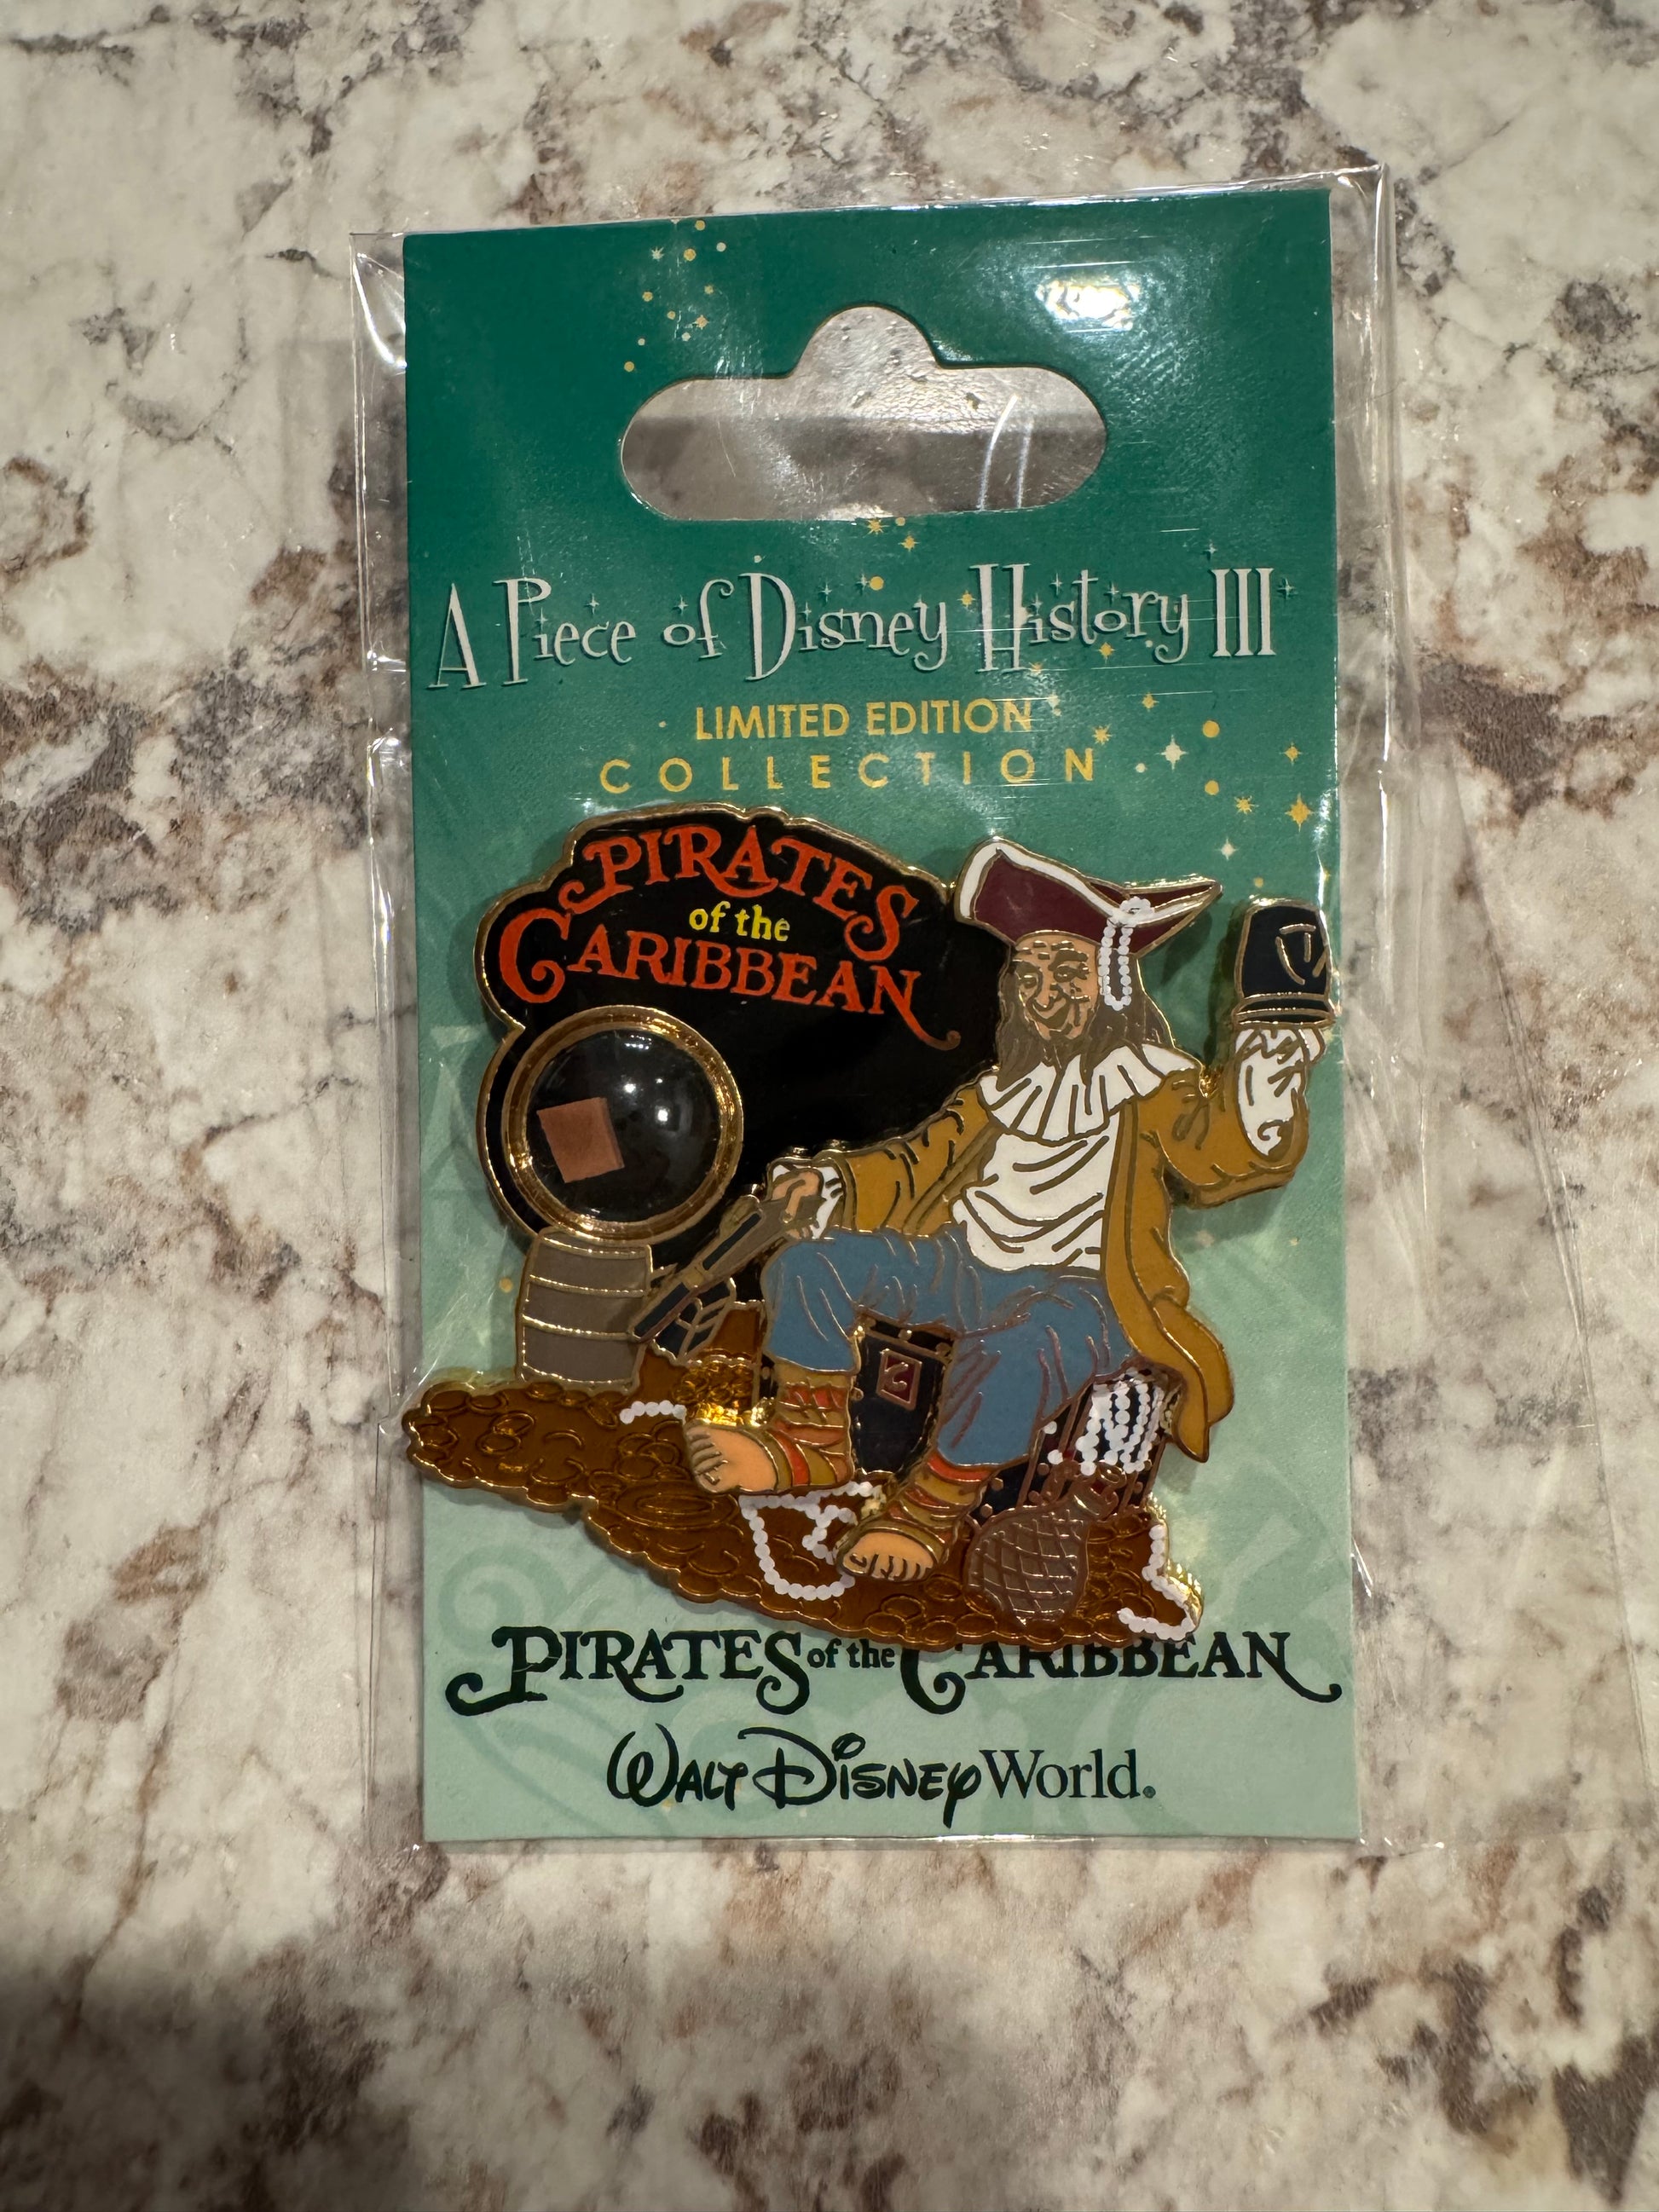 A Piece of Disney History III
LIMITED EDITION
COLLECTION
PIRATES
of the
CARIBBEAN
PIRATES of the CARIBBEAN
WALT DISNEY World.